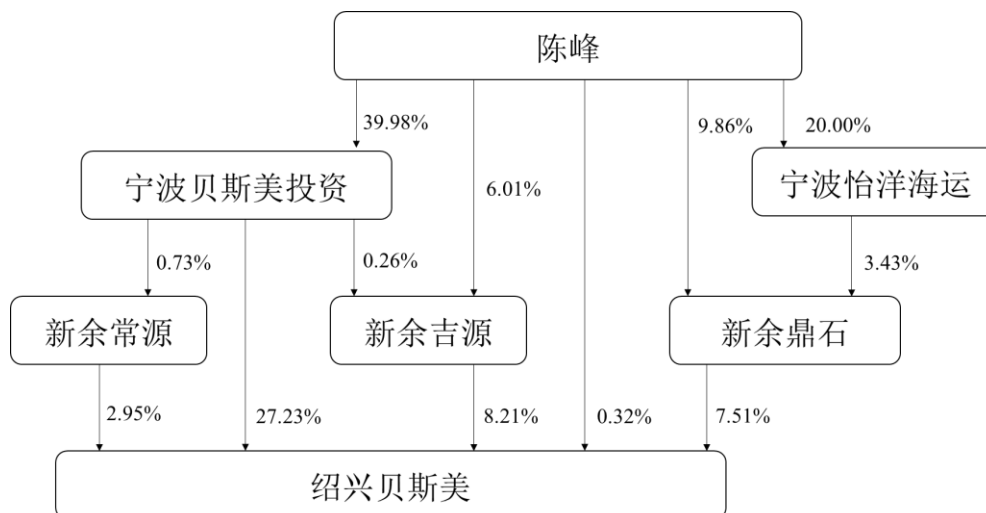 陈峰
39.98%
9.86%
20.00%
宁波贝斯美投资
6.01%
宁波怡洋海运
0.73%
0.26%
3.43%
新余常源
新余吉源
新余鼎石
2.95%
27.23%
8.21%
0.32%
7.51%
绍兴贝斯美